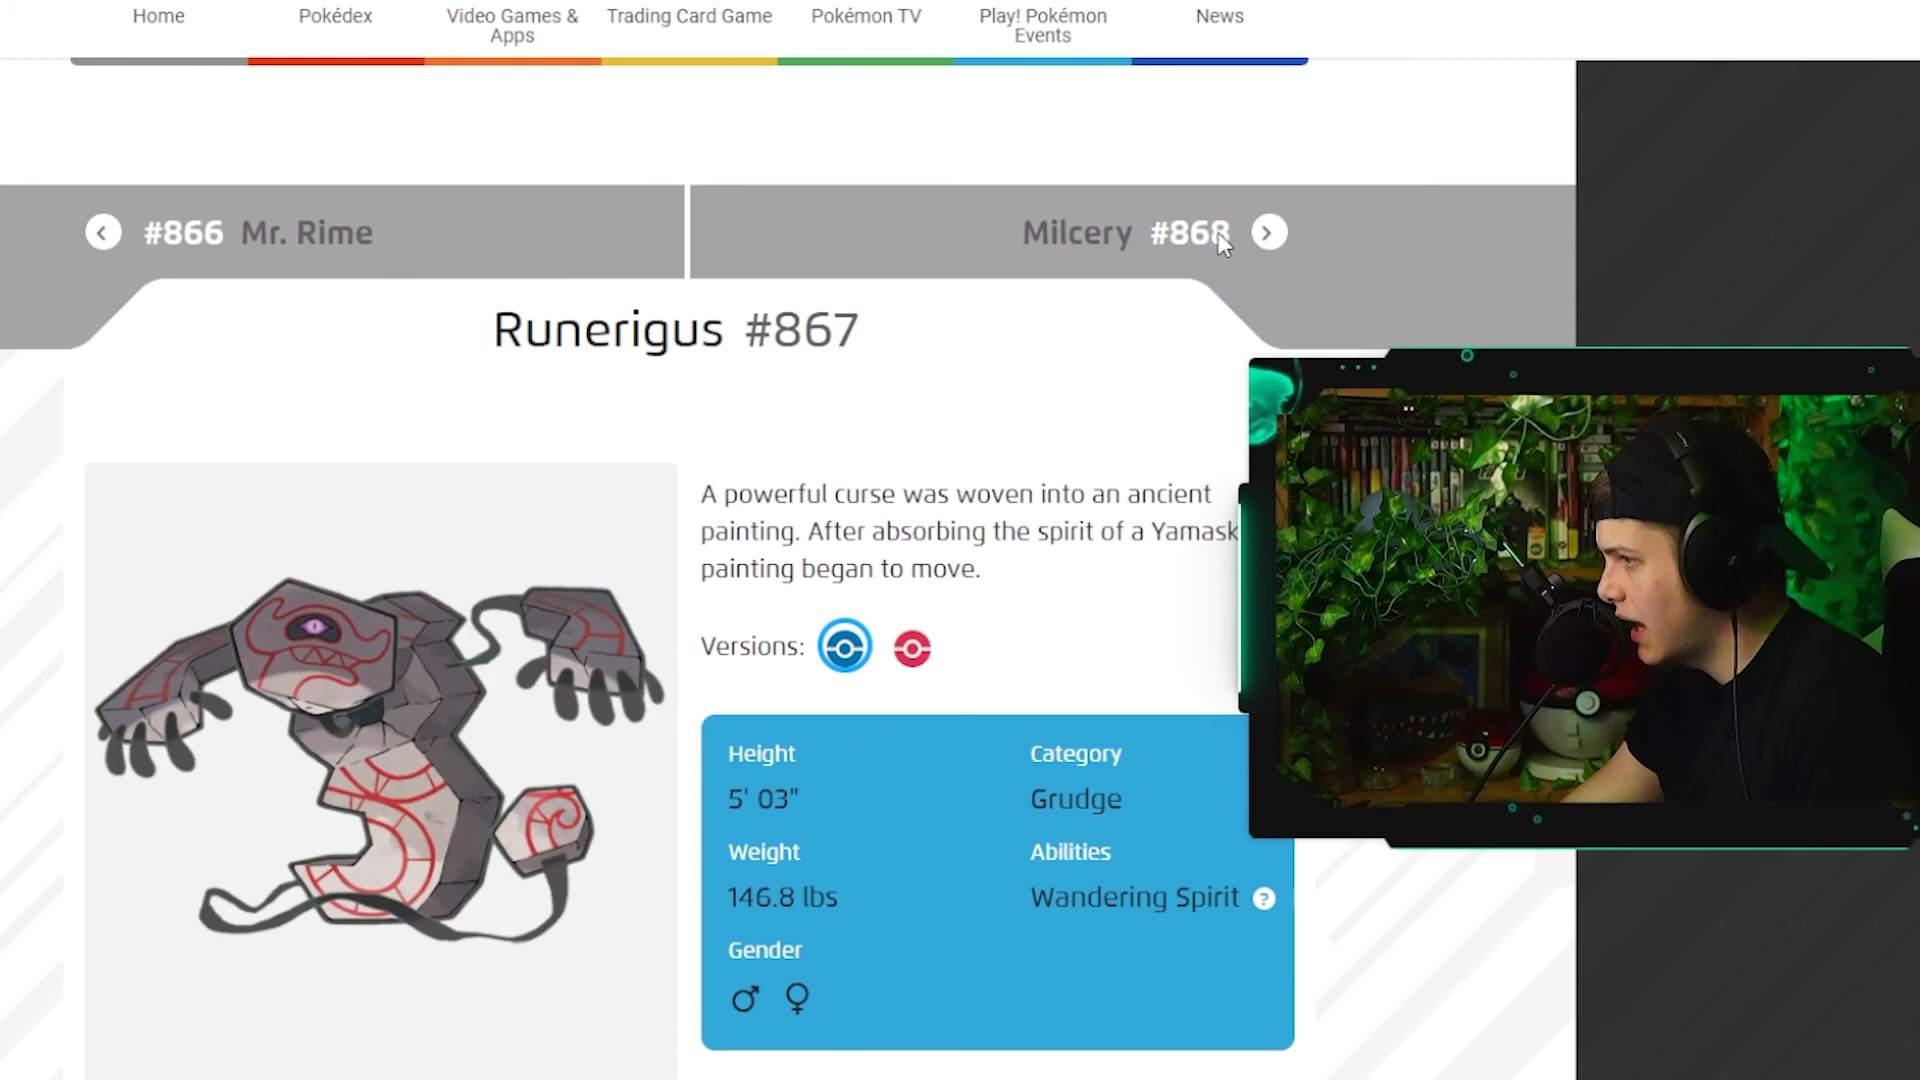 Home
Pokédex
Video Games &
Apps
Trading Card Game
Pokémon TV
Play! Pokémon
Events
News
#866 Mr. Rime
Milcery #868
Runerigus #867
A powerful curse was woven into an ancient
painting. After absorbing the spirit of a Yamask
painting began to move.
Versions:
Height
5' 03"
Category
Grudge
Weight
146.8 lbs
Abilities
Wandering Spirit ?
Gender